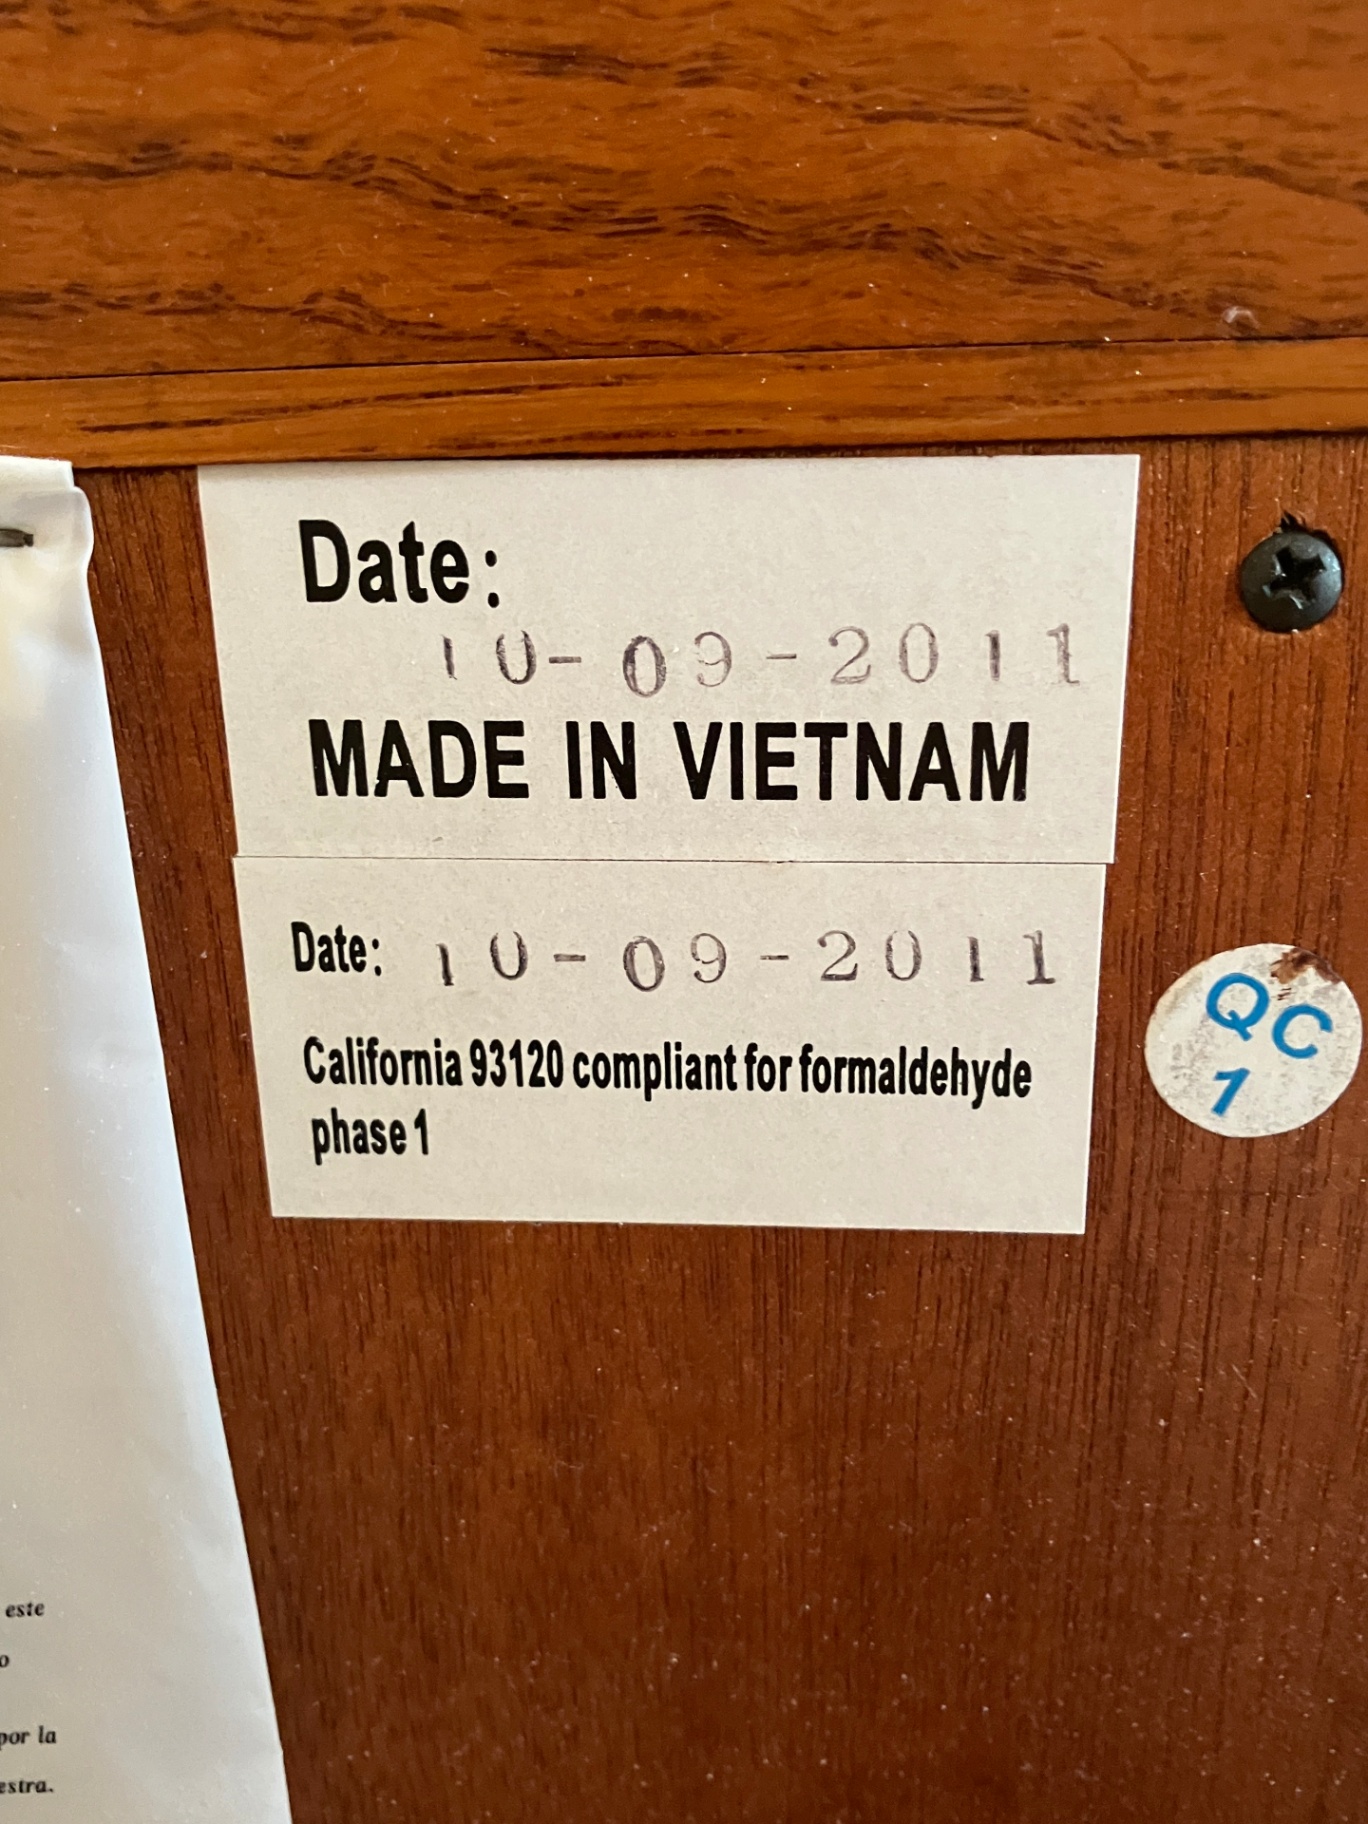 Date:
10-09-2011
MADE IN VIETNAM
Date: 10-09-2011
California 93120 compliant for formaldehyde
phase 1
QC
1
este
o
por la
estra.